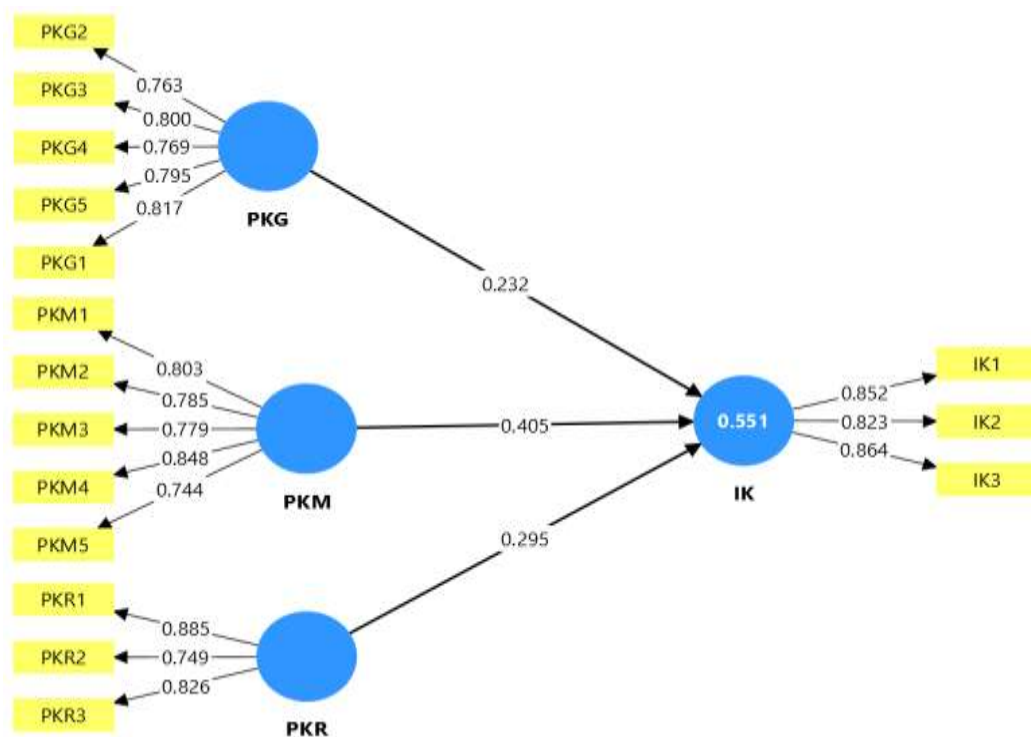 PKG2
0.763
PKG3
0.800
PKG4
0.769
PKG5
0.795
PKG1
0.817
PKG
0.232
PKM1
0.803
PKM2
0.785
PKM3
0.779
PKM4
0.848
PKM5
0.744
PKM
0.405
PKR1
0.885
PKR2
0.749
PKR3
0.826
PKR
0.295
0.551
IK
0.852
IK1
0.823
IK2
0.864
IK3